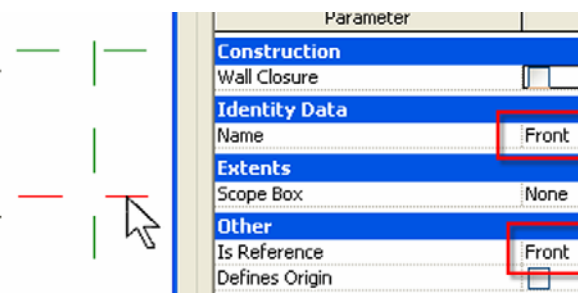 Parameter
Construction
Wall Closure
Identity Data
Name Front
Extents
Scope Box None
Other
Is Reference Front
Defines Origin